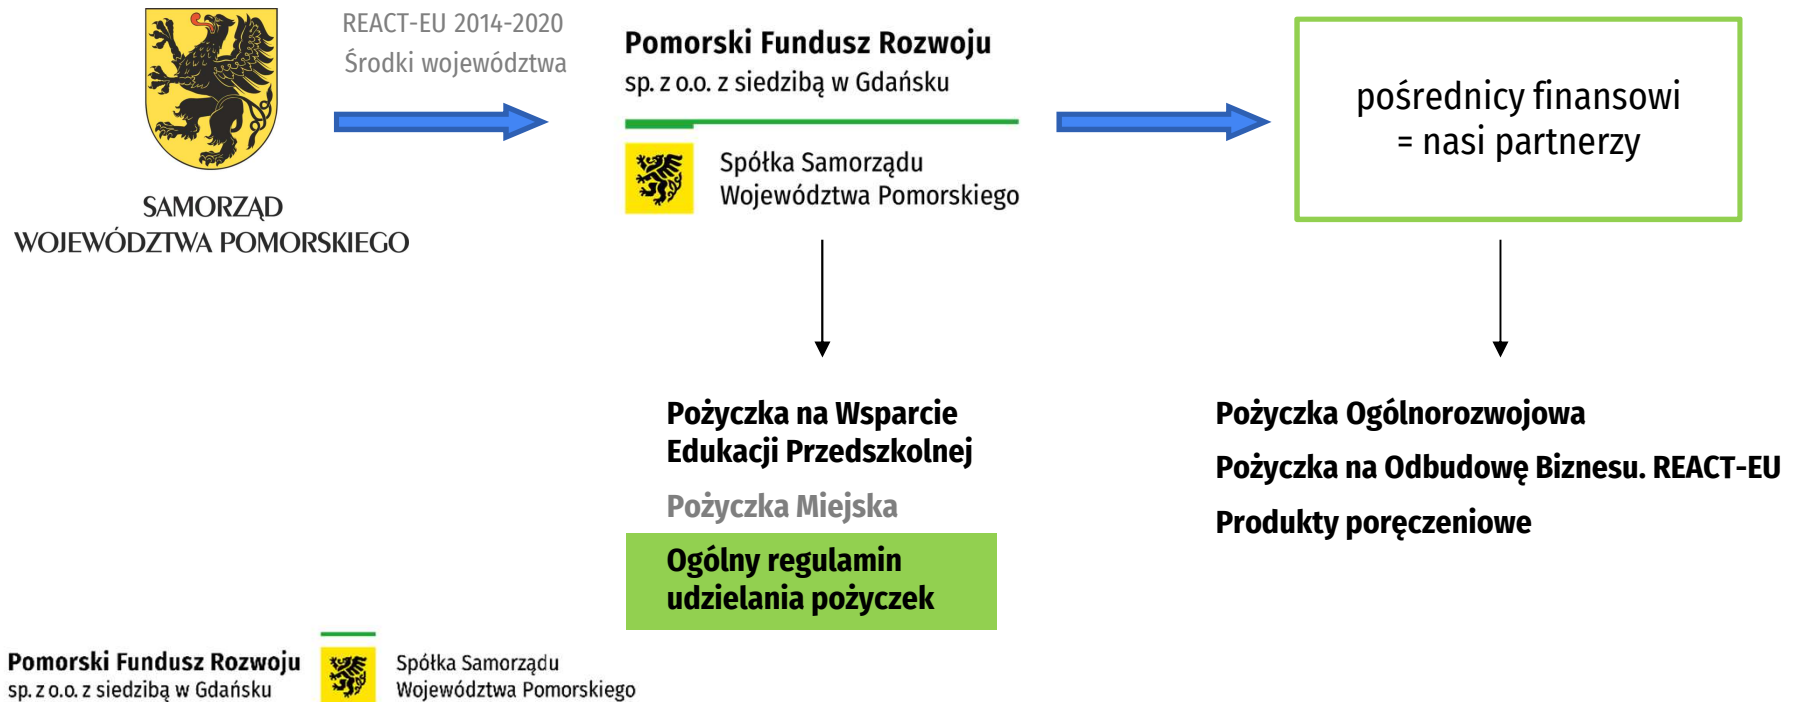 REACT-EU 2014-2020
Środki województwa
SAMORZĄD
WOJEWÓDZTWA POMORSKIEGO
Pomorski Fundusz Rozwoju
sp. z o.o. z siedzibą w Gdańsku
Spółka Samorządu
Województwa Pomorskiego
pośrednicy finansowi
= nasi partnerzy
Pożyczka na Wsparcie
Edukacji Przedszkolnej
Pożyczka Miejska
Ogólny regulamin
udzielania pożyczek
Pożyczka Ogólnorozwojowa
Pożyczka na Odbudowę Biznesu. REACT-EU
Produkty poręczeniowe
Pomorski Fundusz Rozwoju
sp. z o.o. z siedzibą w Gdańsku
Spółka Samorządu
Województwa Pomorskiego